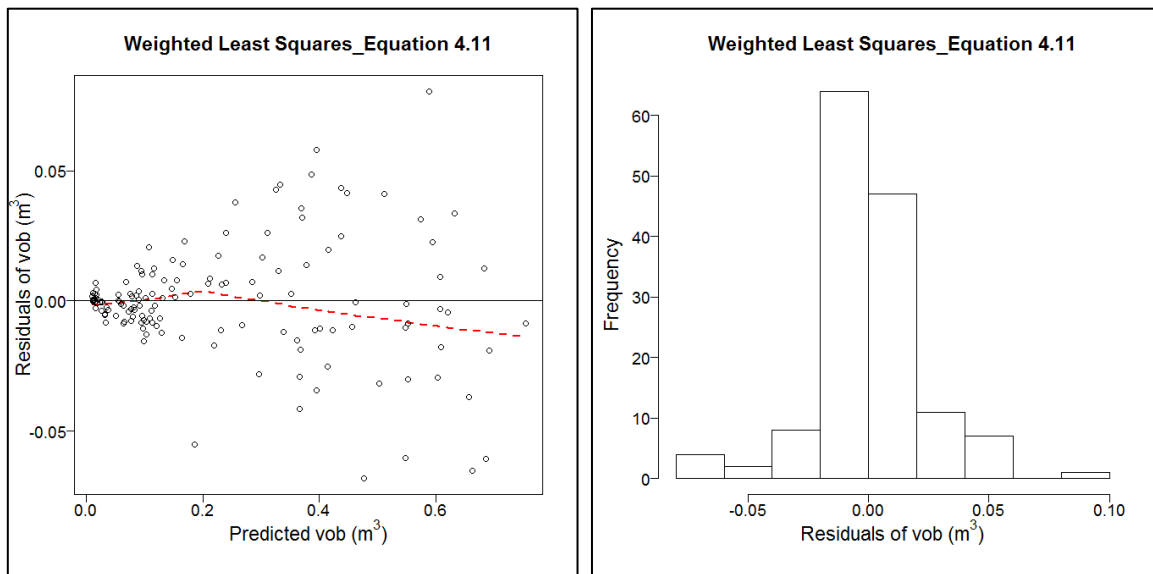 Weighted Least Squares_Equation 4.11
0.05
0.00
-0.05
Residuals of vob (m³)
0.0 0.2 0.4 0.6
Predicted vob (m³)
Weighted Least Squares_Equation 4.11
60
50
40
30
20
10
0
Frequency
-0.05 0.00 0.05 0.10
Residuals of vob (m³)